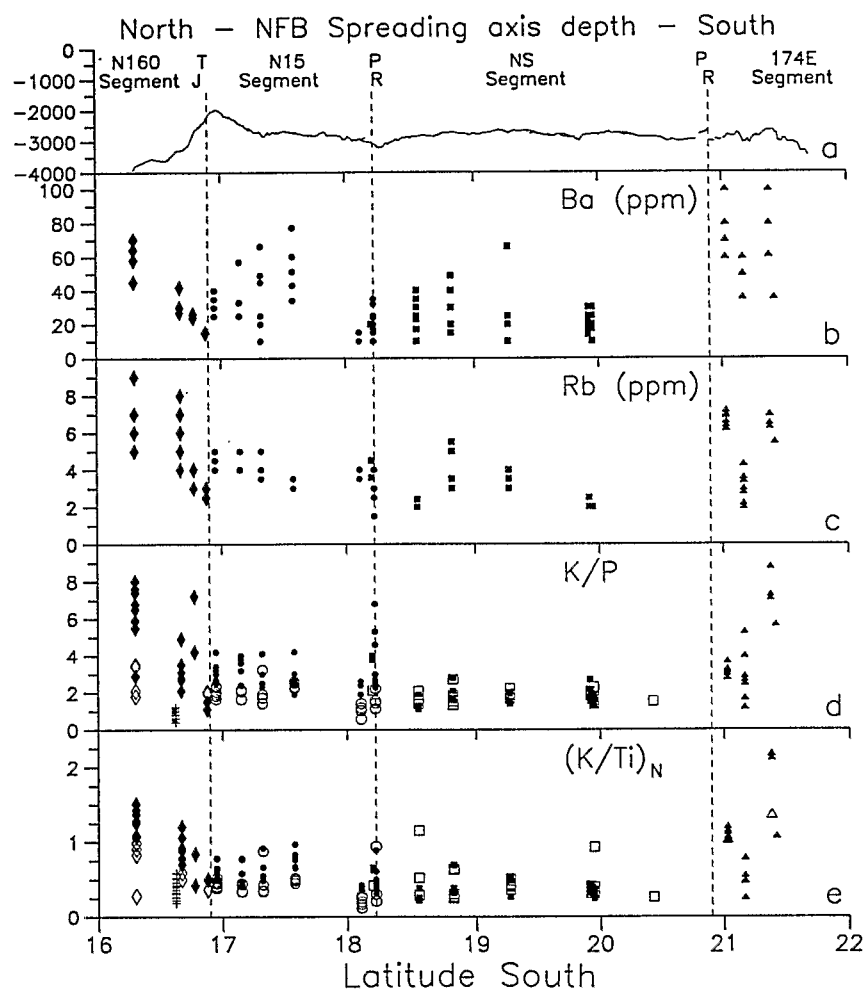 North – NFB Spreading axis depth – South
0
-1000
-2000
-3000
-4000
N160 Segment
T J
N15 Segment
P R
NS Segment
P R
174E Segment
a
100
80
60
40
20
0
Ba (ppm)
b
8
6
4
2
0
Rb (ppm)
c
8
6
4
2
0
K/P
d
2
1
0
(K/Ti)N
e
16 17 18 19 20 21 22
Latitude South